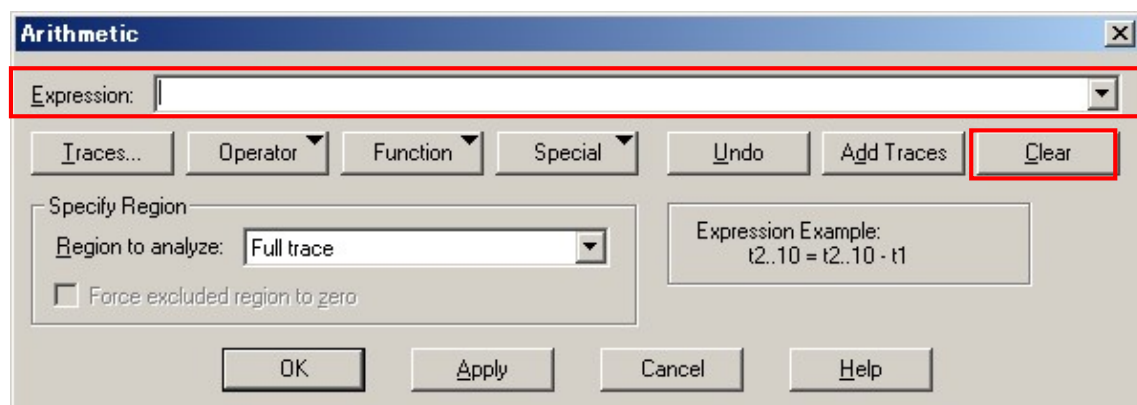 Arithmetic
Expression:
Traces... Operator Function Special Undo Add Traces Clear
Specify Region
Region to analyze: Full trace
Force excluded region to zero
Expression Example:
t2..10 = t2..10 - t1
OK Apply Cancel Help